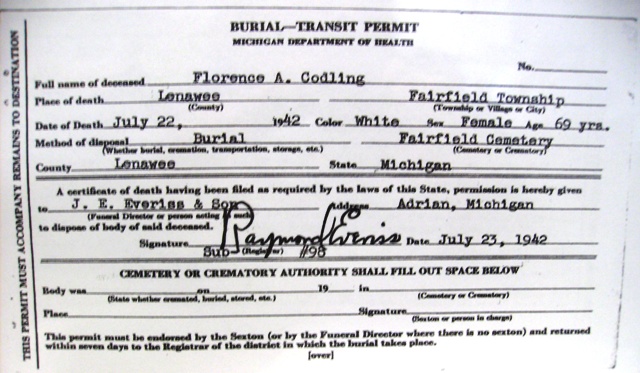 BURIAL—TRANSIT PERMIT
MICHIGAN DEPARTMENT OF HEALTH
No.
Full name of deceased Florence A. Codling
Place of death Lenawee Fairfield Township
(County) (Township or Village or City)
Date of Death July 22, 1942 Color White Sex Female Age 69 yrs.
Method of disposal Burial Fairfield Cemetery
(Whether burial, cremation, transportation, storage, etc.) (Cemetery or Crematory)
County Lenawee State Michigan
A certificate of death having been filed as required by the laws of this State, permission is hereby given
to J. E. Everiss & Son Address Adrian, Michigan
(Funeral Director or person acting as such)
to dispose of body of said deceased.
Signature Raymond Everiss Date July 23, 1942
Sub- (Registrar) #98
CEMETERY OR CREMATORY AUTHORITY SHALL FILL OUT SPACE BELOW
Body was on 19 in
(State whether cremated, buried, stored, etc.) (Cemetery or Crematory)
Place Signature
(Sexton or person in charge)
This permit must be endorsed by the Sexton (or by the Funeral Director where there is no sexton) and returned
within seven days to the Registrar of the district in which the burial takes place.
[over]
THIS PERMIT MUST ACCOMPANY REMAINS TO DESTINATION